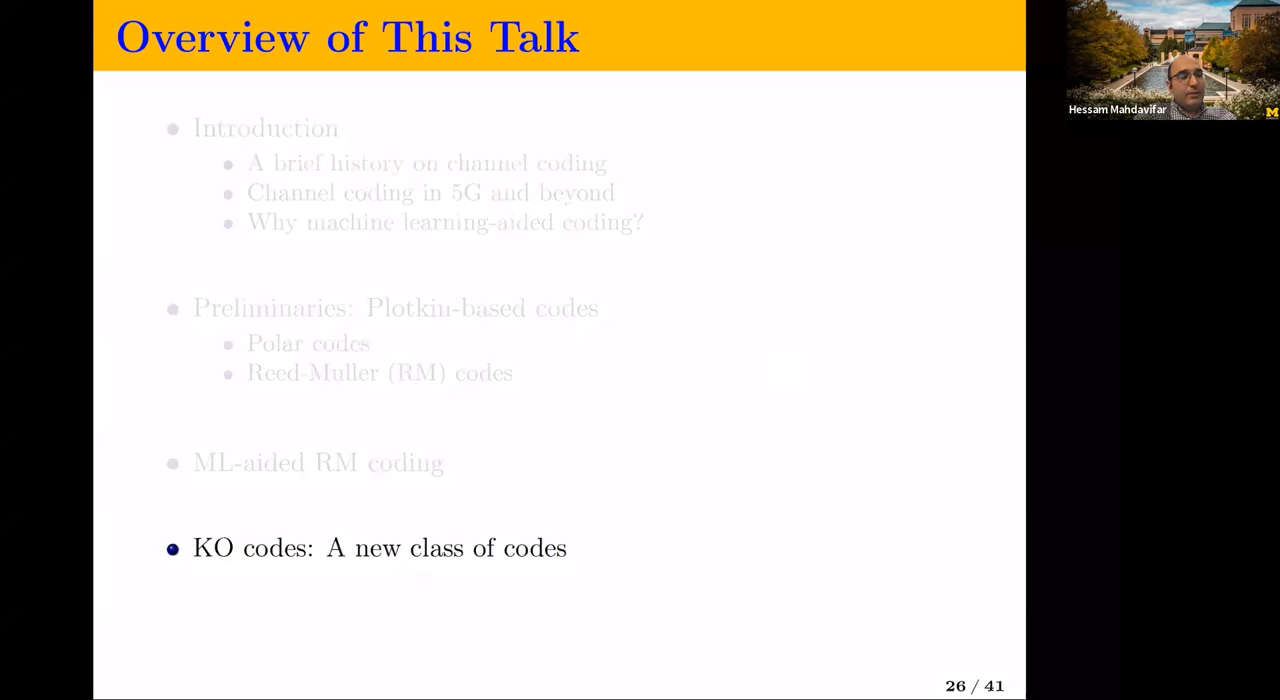 Overview of This Talk
Introduction
A brief history on channel coding
Channel coding in 5G and beyond
Why machine learning-aided coding?
Preliminaries: Plotkin-based codes
Polar codes
Reed-Muller (RM) codes
ML-aided RM coding
KO codes: A new class of codes
26 / 41
Hessam Mahdavifar
M